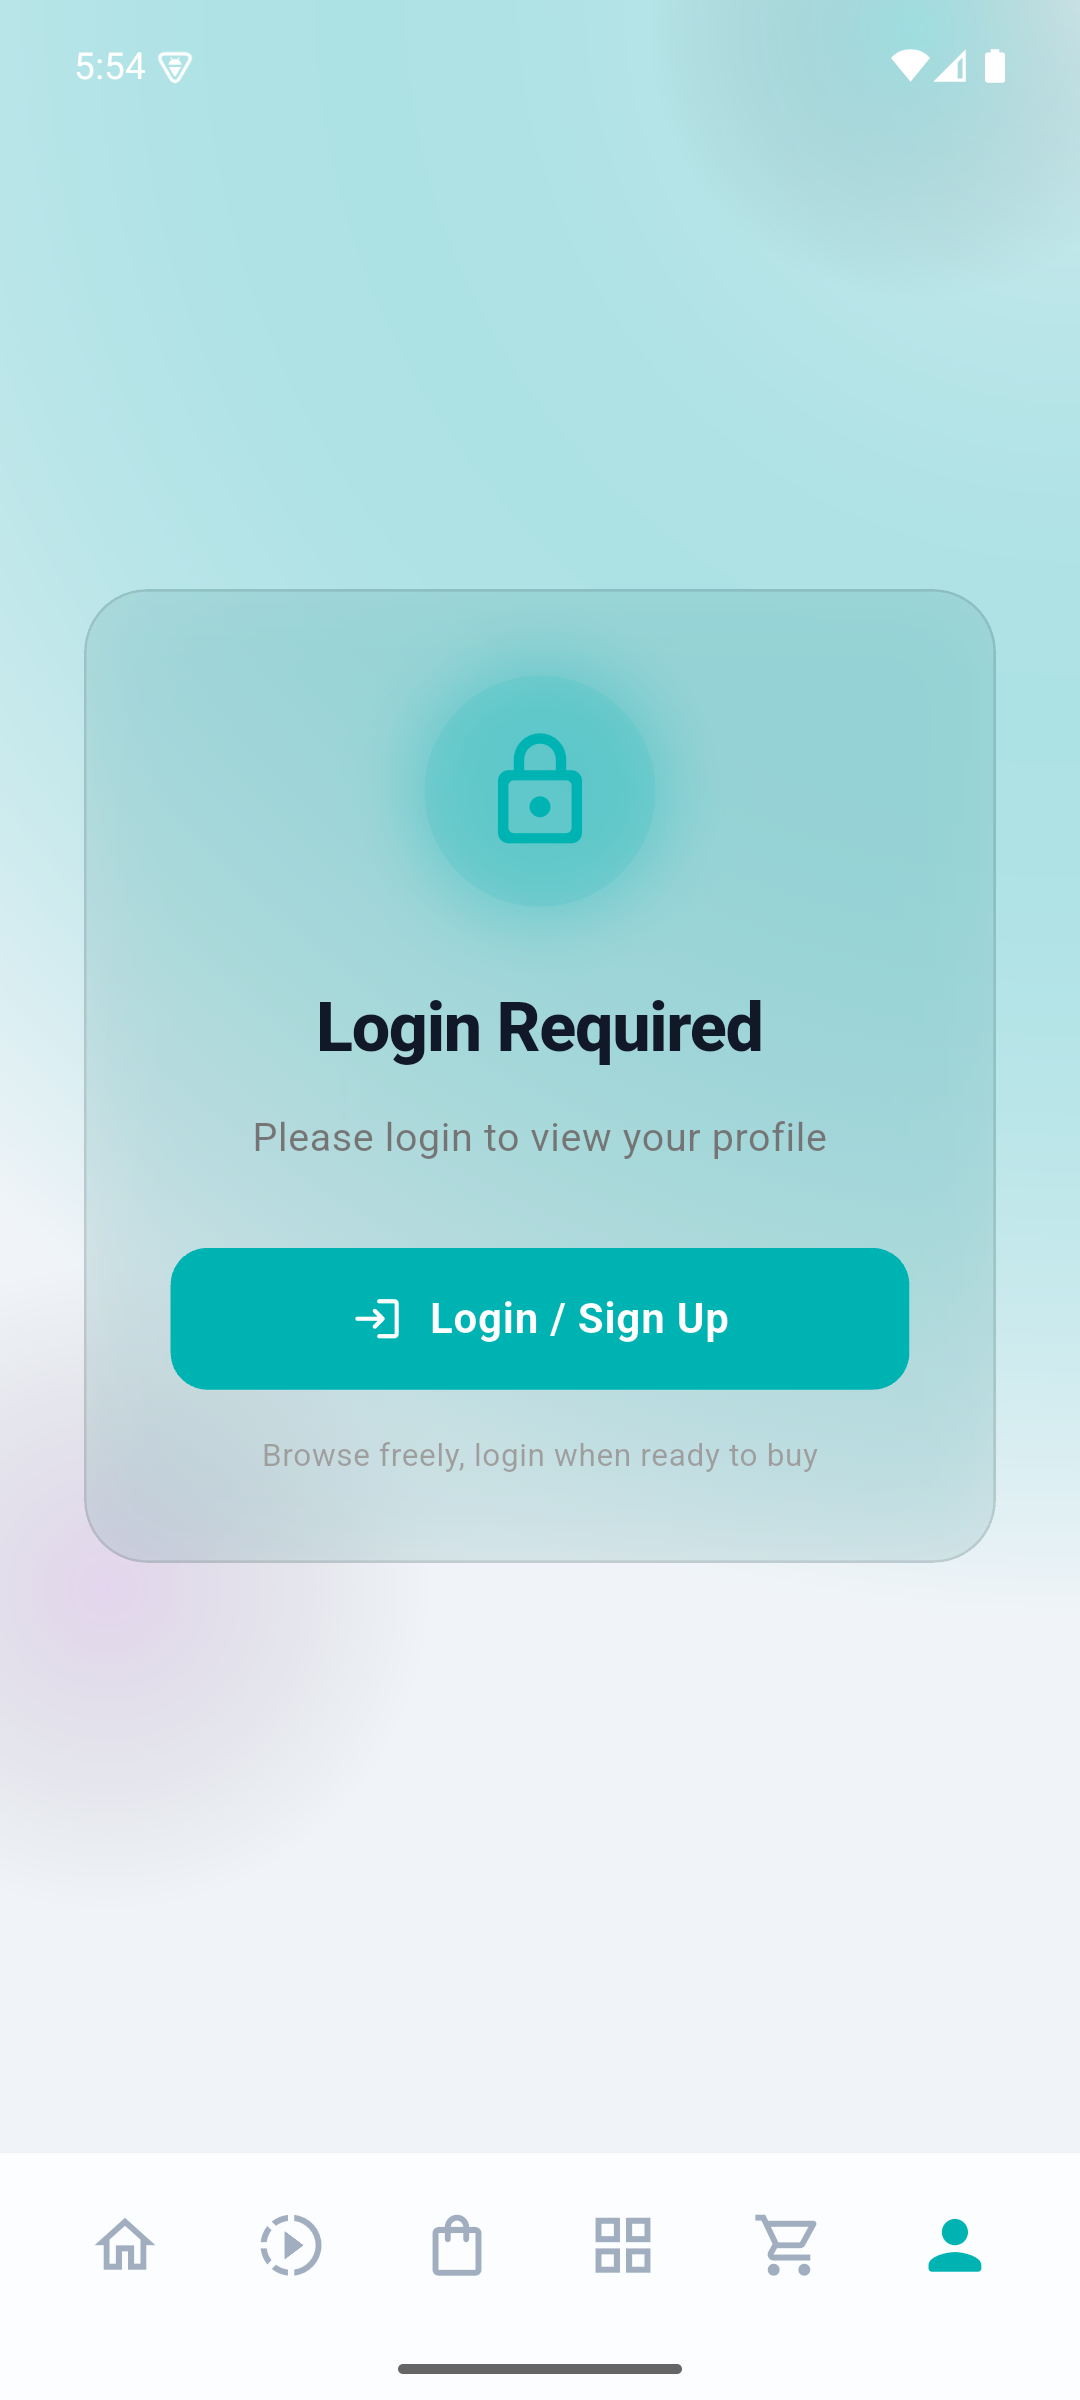 5:54
Login Required
Please login to view your profile
Login / Sign Up
Browse freely, login when ready to buy